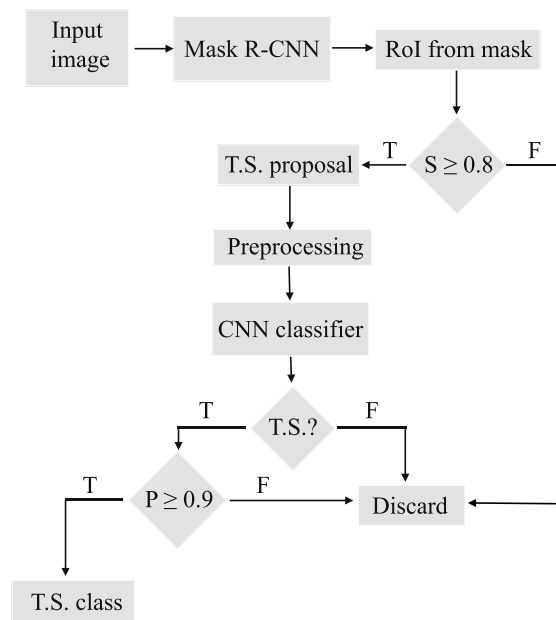 Input
image
Mask R-CNN
RoI from mask
S ≥ 0.8
T
F
T.S. proposal
Preprocessing
CNN classifier
T.S.?
T
F
P ≥ 0.9
T
F
Discard
T.S. class